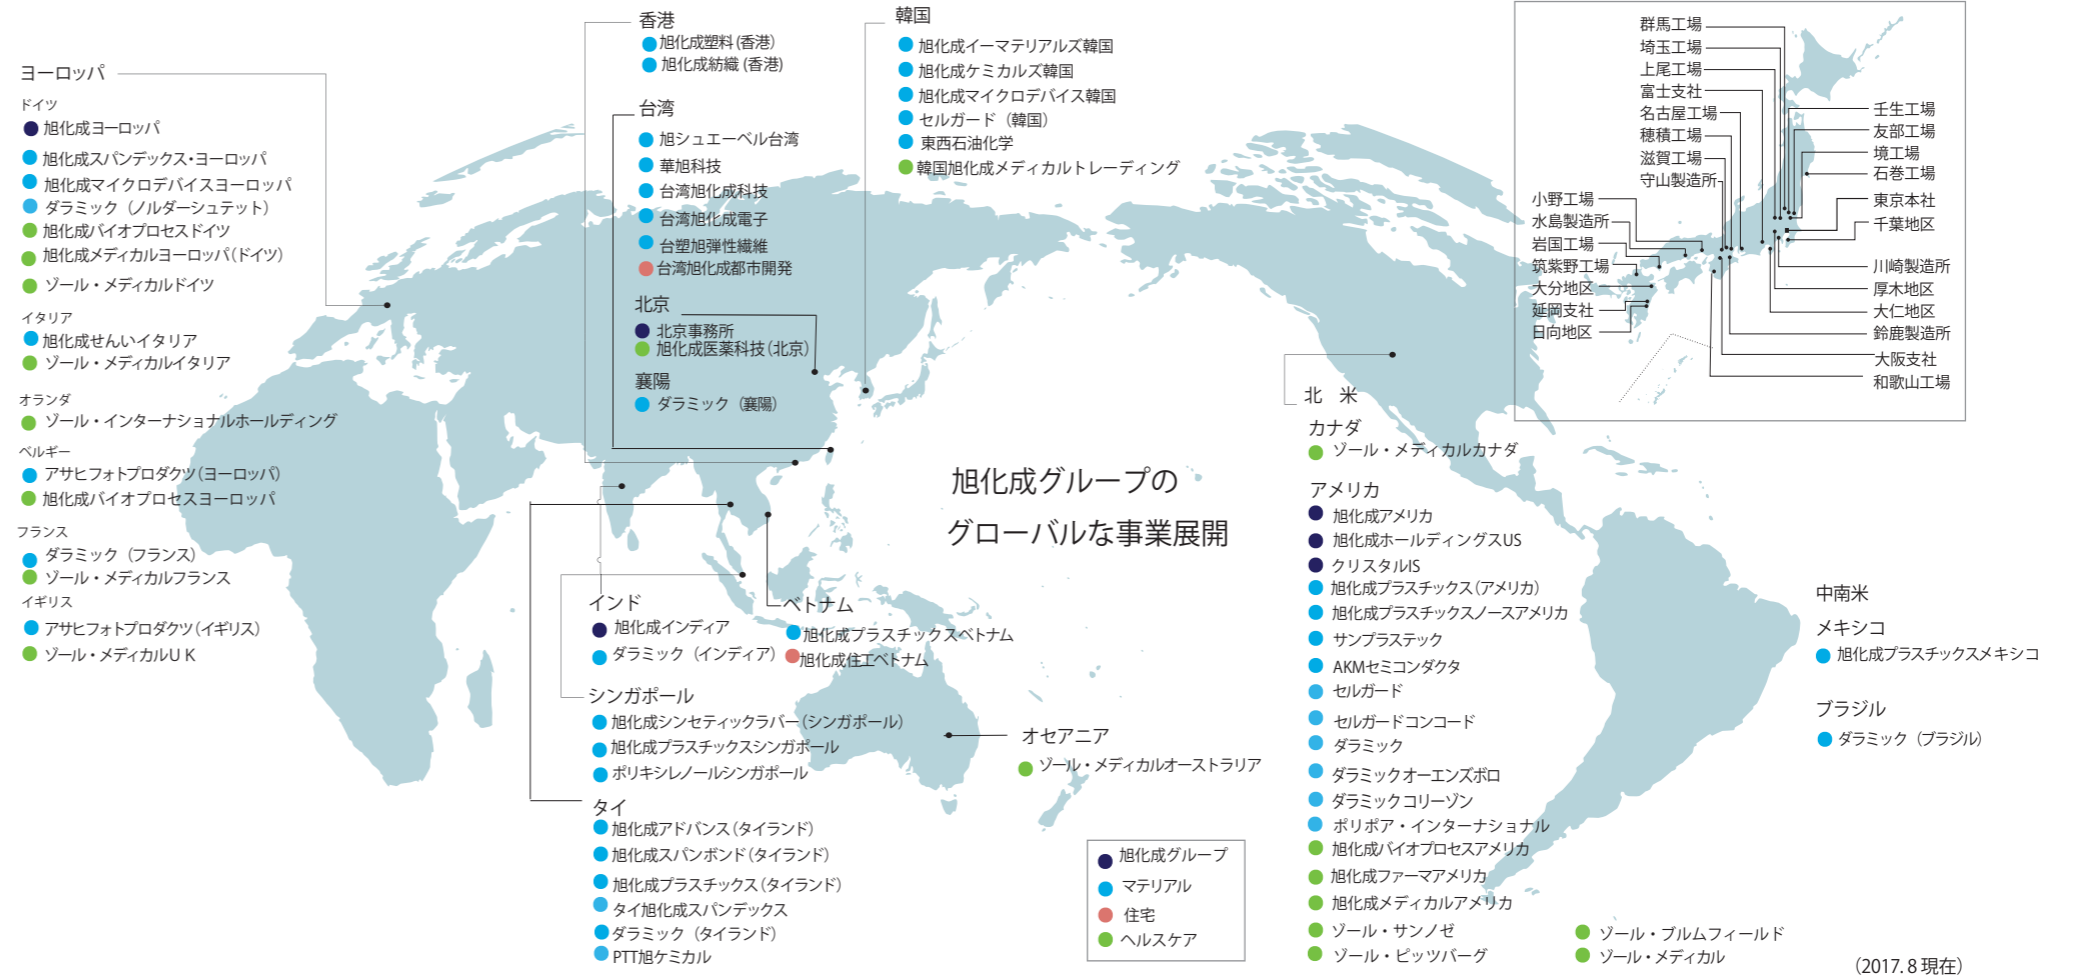 ヨーロッパ
ドイツ
旭化成ヨーロッパ
旭化成スパンデックス・ヨーロッパ
旭化成マイクロデバイスヨーロッパ
ダラミック（ノルダーシュテット）
旭化成バイオプロセスドイツ
旭化成メディカルヨーロッパ（ドイツ）
ゾール・メディカルドイツ
イタリア
旭化成せんいイタリア
ゾール・メディカルイタリア
オランダ
ゾール・インターナショナルホールディング
ベルギー
アサヒフォトプロダクツ（ヨーロッパ）
旭化成バイオプロセスヨーロッパ
フランス
ダラミック（フランス）
ゾール・メディカルフランス
イギリス
アサヒフォトプロダクツ（イギリス）
ゾール・メディカルＵＫ
香港
旭化成塑料（香港）
旭化成紡織（香港）
台湾
旭シュエーベル台湾
華旭科技
台湾旭化成科技
台湾旭化成電子
台塑旭弾性繊維
台湾旭化成都市開発
北京
北京事務所
旭化成医薬科技（北京）
襄陽
ダラミック（襄陽）
韓国
旭化成イーマテリアルズ韓国
旭化成ケミカルズ韓国
旭化成マイクロデバイス韓国
セルガード（韓国）
東西石油化学
韓国旭化成メディカルトレーディング
旭化成グループの
グローバルな事業展開
インド
旭化成インディア
ダラミック（インディア）
ベトナム
旭化成プラスチックスベトナム
旭化成住工ベトナム
シンガポール
旭化成シンセティックラバー（シンガポール）
旭化成プラスチックスシンガポール
ポリキシレノールシンガポール
タイ
旭化成アドバンス（タイランド）
旭化成スパンボンド（タイランド）
旭化成プラスチックス（タイランド）
タイ旭化成スパンデックス
ダラミック（タイランド）
PTT旭ケミカル
オセアニア
ゾール・メディカルオーストラリア
旭化成グループ
マテリアル
住宅
ヘルスケア
北　米
カナダ
ゾール・メディカルカナダ
アメリカ
旭化成アメリカ
旭化成ホールディングスUS
クリスタルIS
旭化成プラスチックス（アメリカ）
旭化成プラスチックスノースアメリカ
サンプラステック
AKMセミコンダクタ
セルガード
セルガードコンコード
ダラミック
ダラミックオーエンズボロ
ダラミックコリーゾン
ポリポア・インターナショナル
旭化成バイオプロセスアメリカ
旭化成ファーマアメリカ
旭化成メディカルアメリカ
ゾール・サンノゼ
ゾール・ピッツバーグ
ゾール・ブルムフィールド
ゾール・メディカル
中南米
メキシコ
旭化成プラスチックスメキシコ
ブラジル
ダラミック（ブラジル）
群馬工場
埼玉工場
上尾工場
富士支社
名古屋工場
穂積工場
滋賀工場
守山製造所
小野工場
水島製造所
岩国工場
筑紫野工場
大分地区
延岡支社
日向地区
壬生工場
友部工場
境工場
石巻工場
東京本社
千葉地区
川崎製造所
厚木地区
大仁地区
鈴鹿製造所
大阪支社
和歌山工場
（2017. 8 現在）